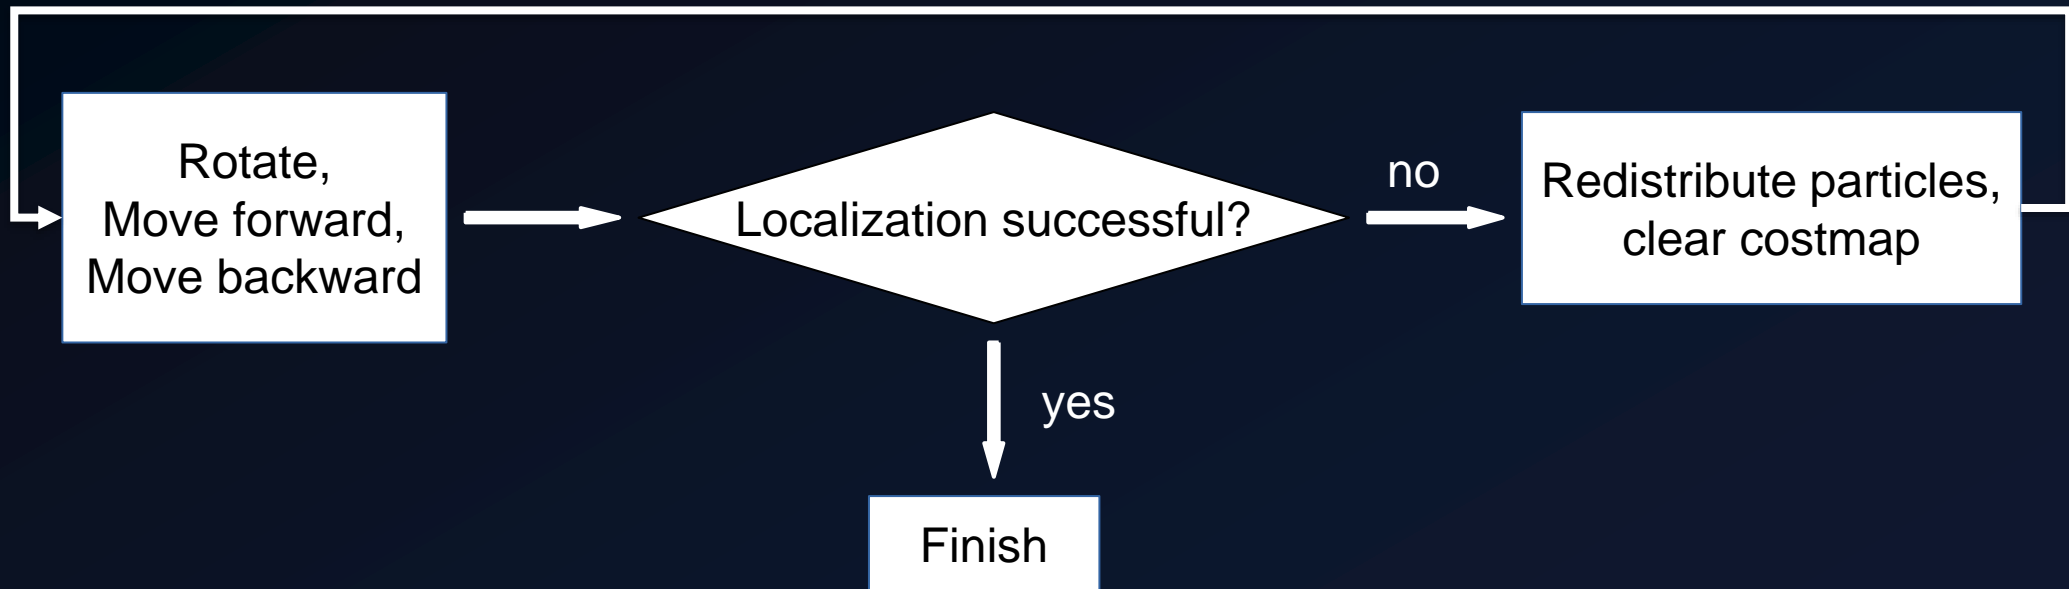 Rotate,
Move forward,
Move backward
Localization successful?
no
Redistribute particles,
clear costmap
yes
Finish